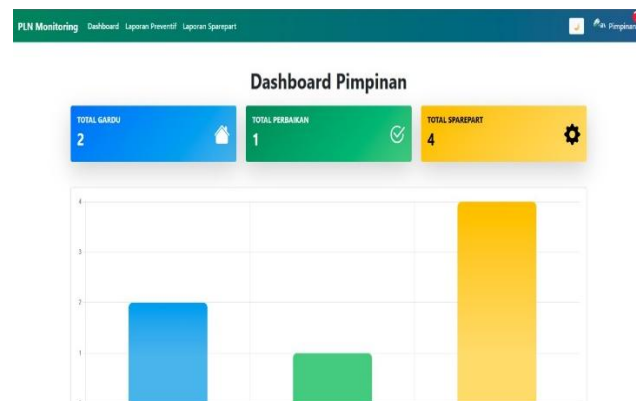 PLN Monitoring Dashboard Laporan Preventif Laporan Sparepart Pimpinan
Dashboard Pimpinan
TOTAL GARDU
2
TOTAL PERBAIKAN
1
TOTAL SPAREPART
4
4
3
2
1